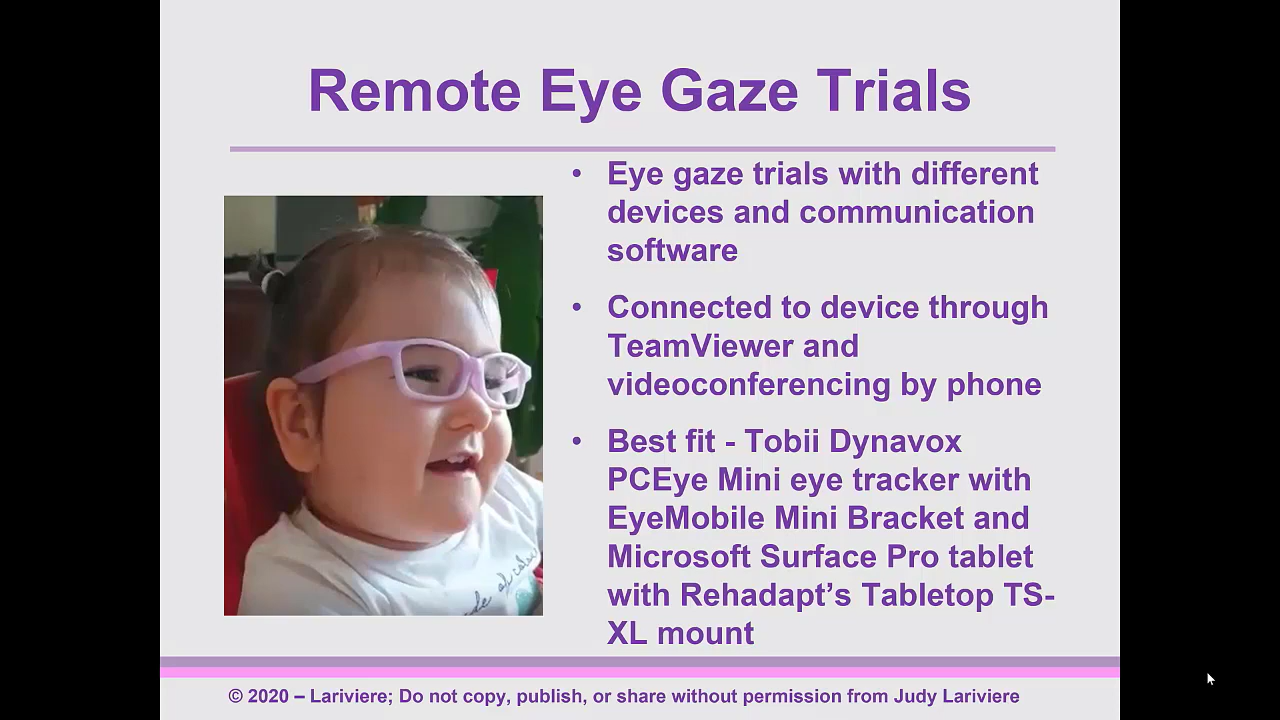 Remote Eye Gaze Trials
• Eye gaze trials with different
devices and communication
software
• Connected to device through
TeamViewer and
videoconferencing by phone
• Best fit - Tobii Dynavox
PCEye Mini eye tracker with
EyeMobile Mini Bracket and
Microsoft Surface Pro tablet
with Rehadapt’s Tabletop TS-
XL mount
© 2020 – Lariviere; Do not copy, publish, or share without permission from Judy Lariviere